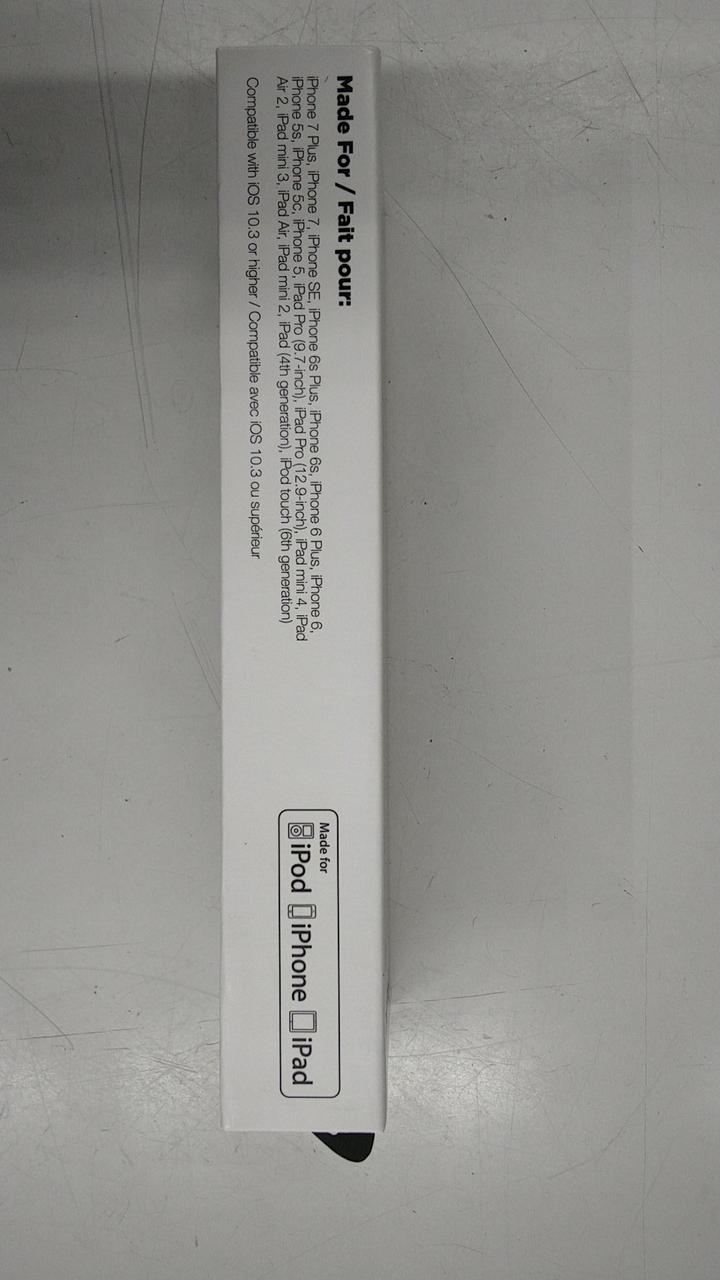 Made For / Fait pour:
iPhone 7 Plus, iPhone 7, iPhone SE, iPhone 6s Plus, iPhone 6s, iPhone 6 Plus, iPhone 6,
iPhone 5s, iPhone 5c, iPhone 5, iPad Pro (9.7-inch), iPad Pro (12.9-inch), iPad mini 4, iPad
Air 2, iPad mini 3, iPad Air, iPad mini 2, iPad (4th generation), iPod touch (6th generation)
Compatible with iOS 10.3 or higher / Compatible avec iOS 10.3 ou supérieur
Made for
iPod iPhone iPad